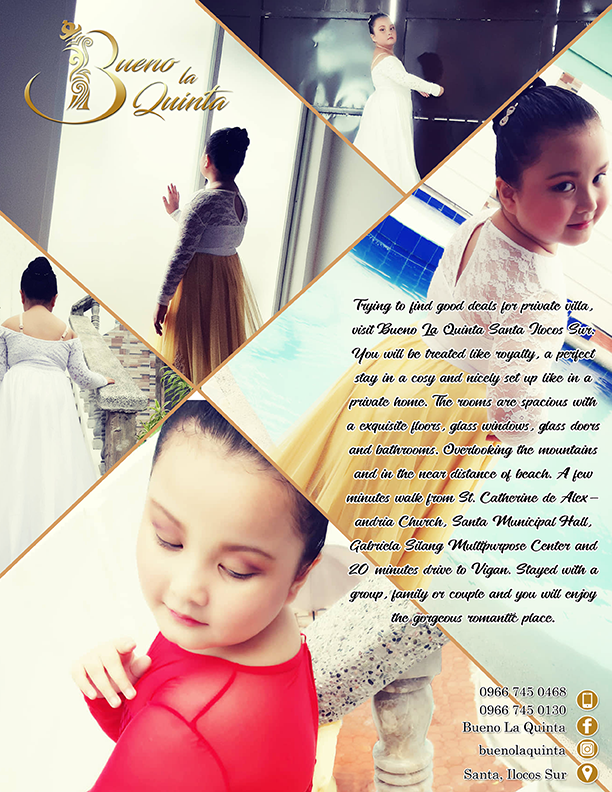 Bueno
la
Quinta
Trying to find good deals for private villa,
visit Bueno La Quinta Santa Ilocos Sur:
You will be treated like royalty, a perfect
stay in a cosy and nicely set up like in a
private home. The rooms are spacious with
a exquisite floors, glass windows, glass doors
and bathrooms. Overlooking the mountains
and in the near distance of beach. A few
minutes walk from St. Catherine de Alex-
andria Church, Santa Municipal Hall,
Gabriela Silang Multipurpose Center and
20 minutes drive to Vigan. Stayed with a
group, family or couple and you will enjoy
the gorgeous romantic place.
0966 745 0468
0966 745 0130
Bueno La Quinta
buenolaquinta
Santa, Ilocos Sur